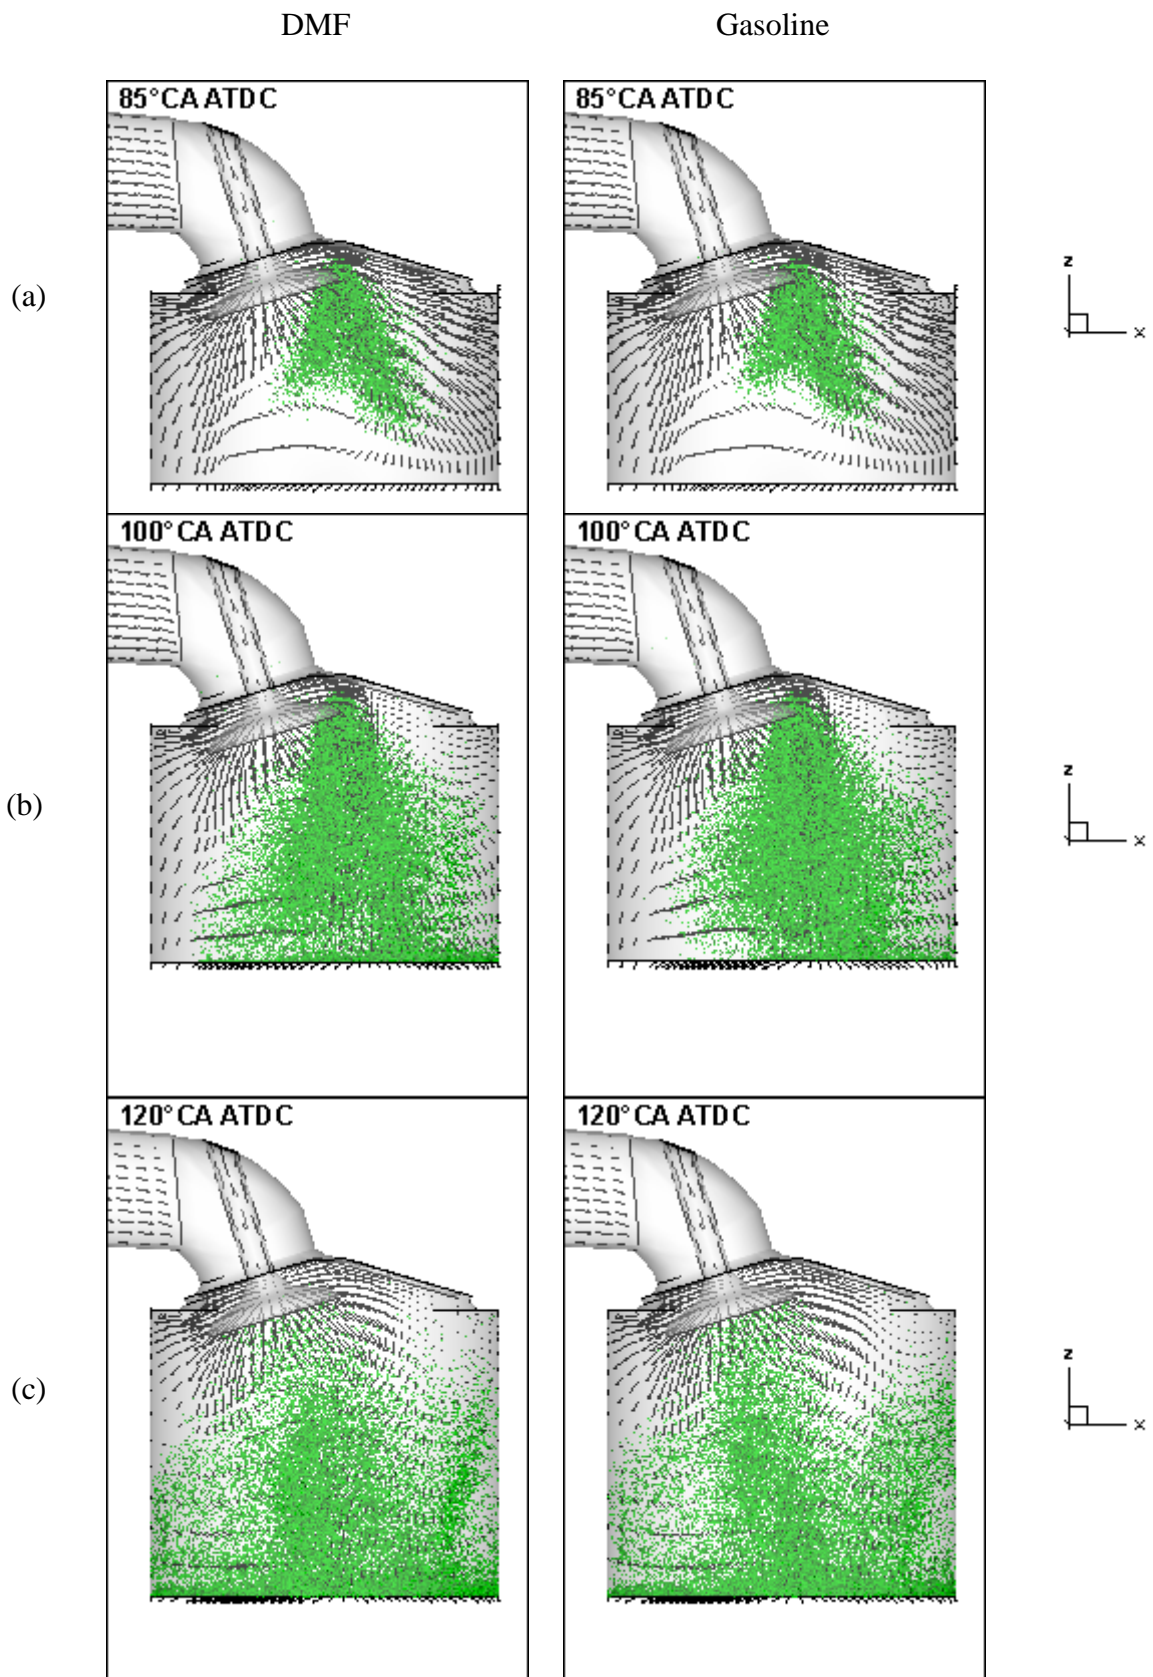 DMF Gasoline
85°CA ATDC 85°CA ATDC
z
(a)
x
100°CA ATDC 100°CA ATDC
z
(b)
x
120°CA ATDC 120°CA ATDC
z
(c)
x